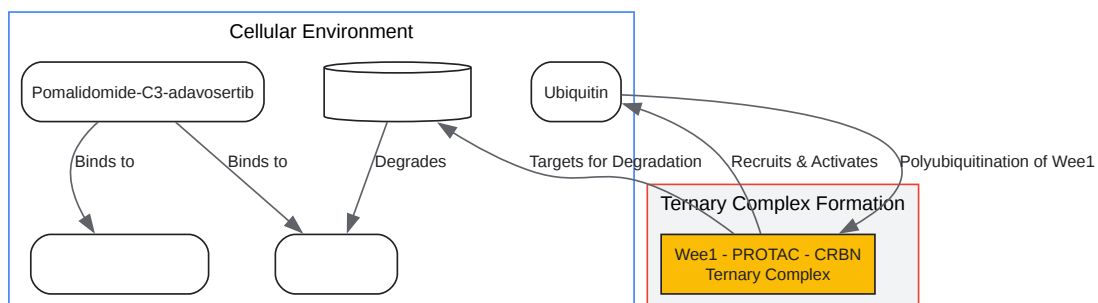 Cellular Environment
Pomalidomide-C3-adavosertib
Ubiquitin
Binds to
Binds to
Degrades
Targets for Degradation
Recruits & Activates
Polyubiquitination of Wee1
Ternary Complex Formation
Wee1 - PROTAC - CRBN
Ternary Complex